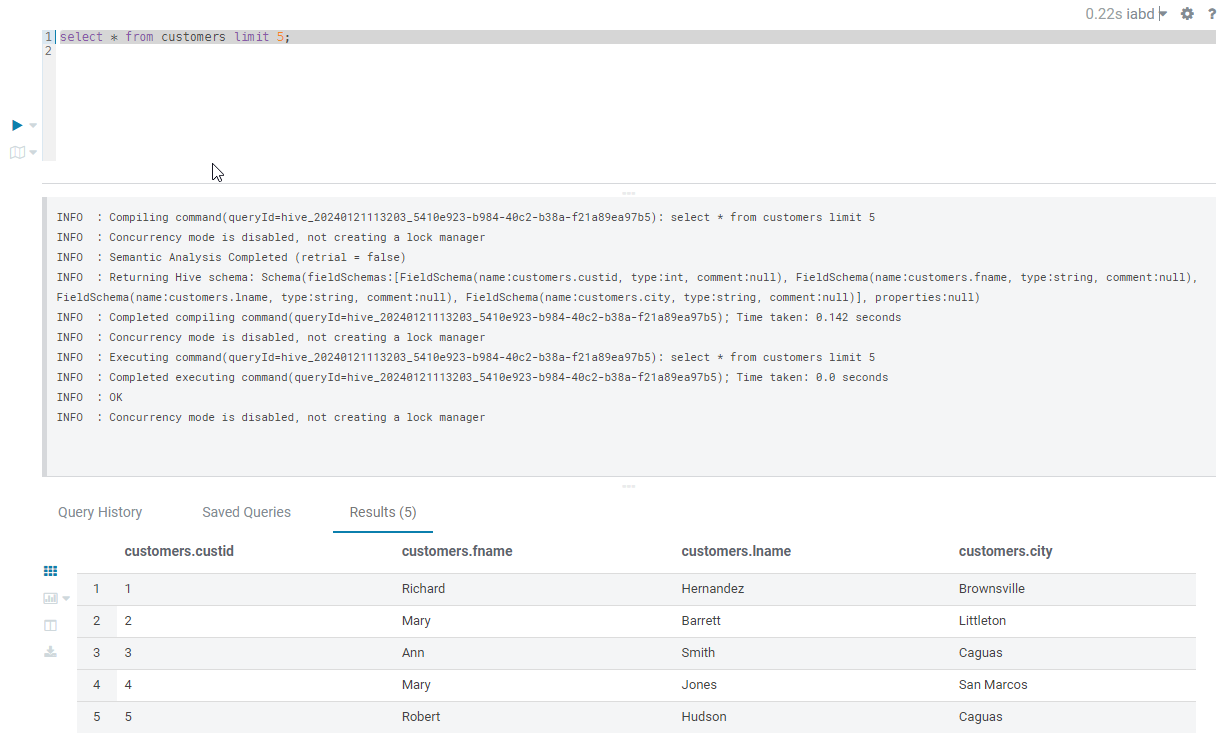 0.22s iabd ?
1 select * from customers limit 5;
2
INFO  : Compiling command(queryId=hive_20240121113203_5410e923-b984-40c2-b38a-f21a89ea97b5): select * from customers limit 5
INFO  : Concurrency mode is disabled, not creating a lock manager
INFO  : Semantic Analysis Completed (retrial = false)
INFO  : Returning Hive schema: Schema(fieldSchemas:[FieldSchema(name:customers.custid, type:int, comment:null), FieldSchema(name:customers.fname, type:string, comment:null),
FieldSchema(name:customers.lname, type:string, comment:null), FieldSchema(name:customers.city, type:string, comment:null)], properties:null)
INFO  : Completed compiling command(queryId=hive_20240121113203_5410e923-b984-40c2-b38a-f21a89ea97b5); Time taken: 0.142 seconds
INFO  : Concurrency mode is disabled, not creating a lock manager
INFO  : Executing command(queryId=hive_20240121113203_5410e923-b984-40c2-b38a-f21a89ea97b5): select * from customers limit 5
INFO  : Completed executing command(queryId=hive_20240121113203_5410e923-b984-40c2-b38a-f21a89ea97b5); Time taken: 0.0 seconds
INFO  : OK
INFO  : Concurrency mode is disabled, not creating a lock manager
Query History Saved Queries Results (5)
customers.custid customers.fname customers.lname customers.city
1 1 Richard Hernandez Brownsville
2 2 Mary Barrett Littleton
3 3 Ann Smith Caguas
4 4 Mary Jones San Marcos
5 5 Robert Hudson Caguas